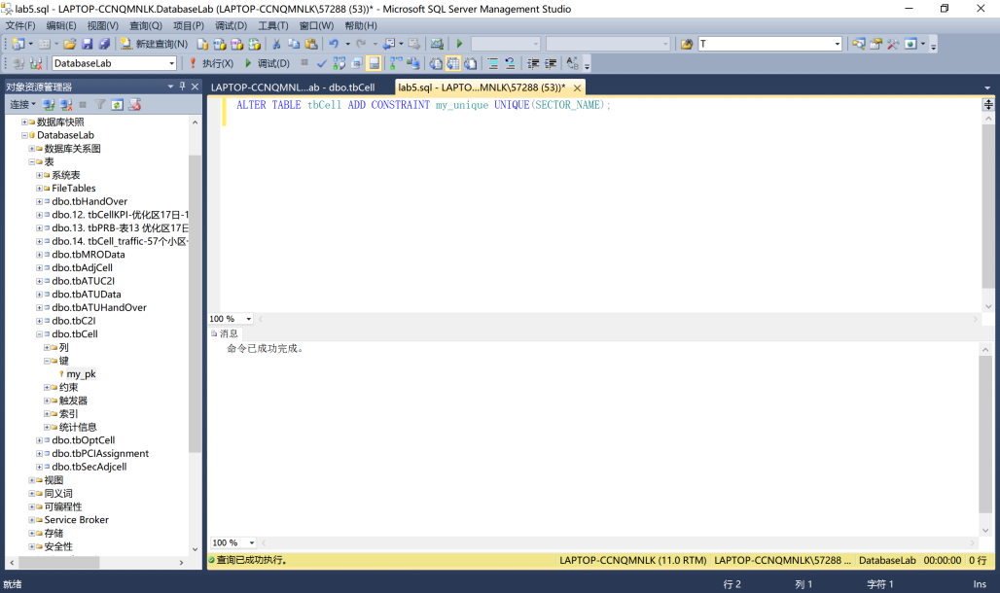 lab5.sql - LAPTOP-CCNQMNLK.DatabaseLab (LAPTOP-CCNQMNLK\57288 (53))* - Microsoft SQL Server Management Studio
文件(F) 编辑(E) 视图(V) 查询(Q) 项目(P) 调试(D) 工具(T) 窗口(W) 帮助(H)
新建查询(N) T
DatabaseLab 执行(X) 调试(D)
对象资源管理器
连接
数据库快照
DatabaseLab
数据库关系图
表
系统表
FileTables
dbo.tbHandOver
dbo.12. tbCellKPI-优化区17日-1
dbo.13. tbPRB-表13 优化区17日
dbo.14. tbCell_traffic-57个小区-
dbo.tbMROData
dbo.tbAdjCell
dbo.tbATUC2I
dbo.tbATUData
dbo.tbATUHandOver
dbo.tbC2I
dbo.tbCell
列
键
my_pk
约束
触发器
索引
统计信息
dbo.tbOptCell
dbo.tbPCIAssignment
dbo.tbSecAdjcell
视图
同义词
可编程性
Service Broker
存储
安全性
LAPTOP-CCNQMNL...ab - dbo.tbCell lab5.sql - LAPTO...MNLK\57288 (53))*
ALTER TABLE tbCell ADD CONSTRAINT my_unique UNIQUE(SECTOR_NAME);
100 %
消息
命令已成功完成。
100 %
查询已成功执行。 LAPTOP-CCNQMNLK (11.0 RTM) LAPTOP-CCNQMNLK\57288 ... DatabaseLab 00:00:00 0 行
就绪 行 2 列 1 字符 1 Ins